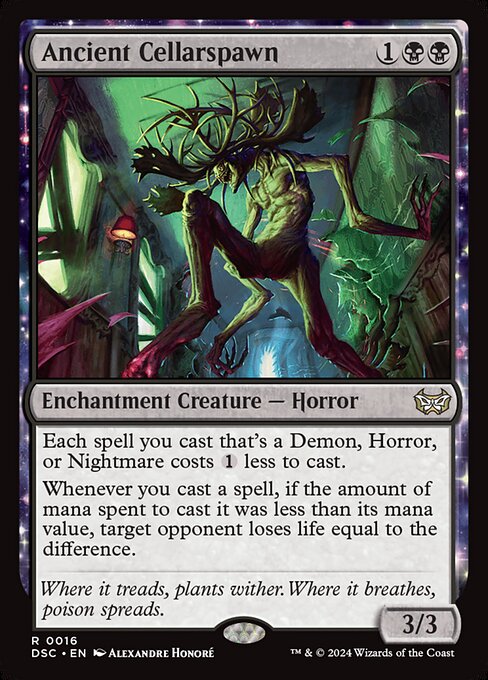 Ancient Cellarspawn 1
Enchantment Creature — Horror
Each spell you cast that's a Demon, Horror,
or Nightmare costs 1 less to cast.
Whenever you cast a spell, if the amount of
mana spent to cast it was less than its mana
value, target opponent loses life equal to the
difference.
Where it treads, plants wither. Where it breathes,
poison spreads.
3/3
R 0016
DSC • EN Alexandre Honoré
™ & © 2024 Wizards of the Coast